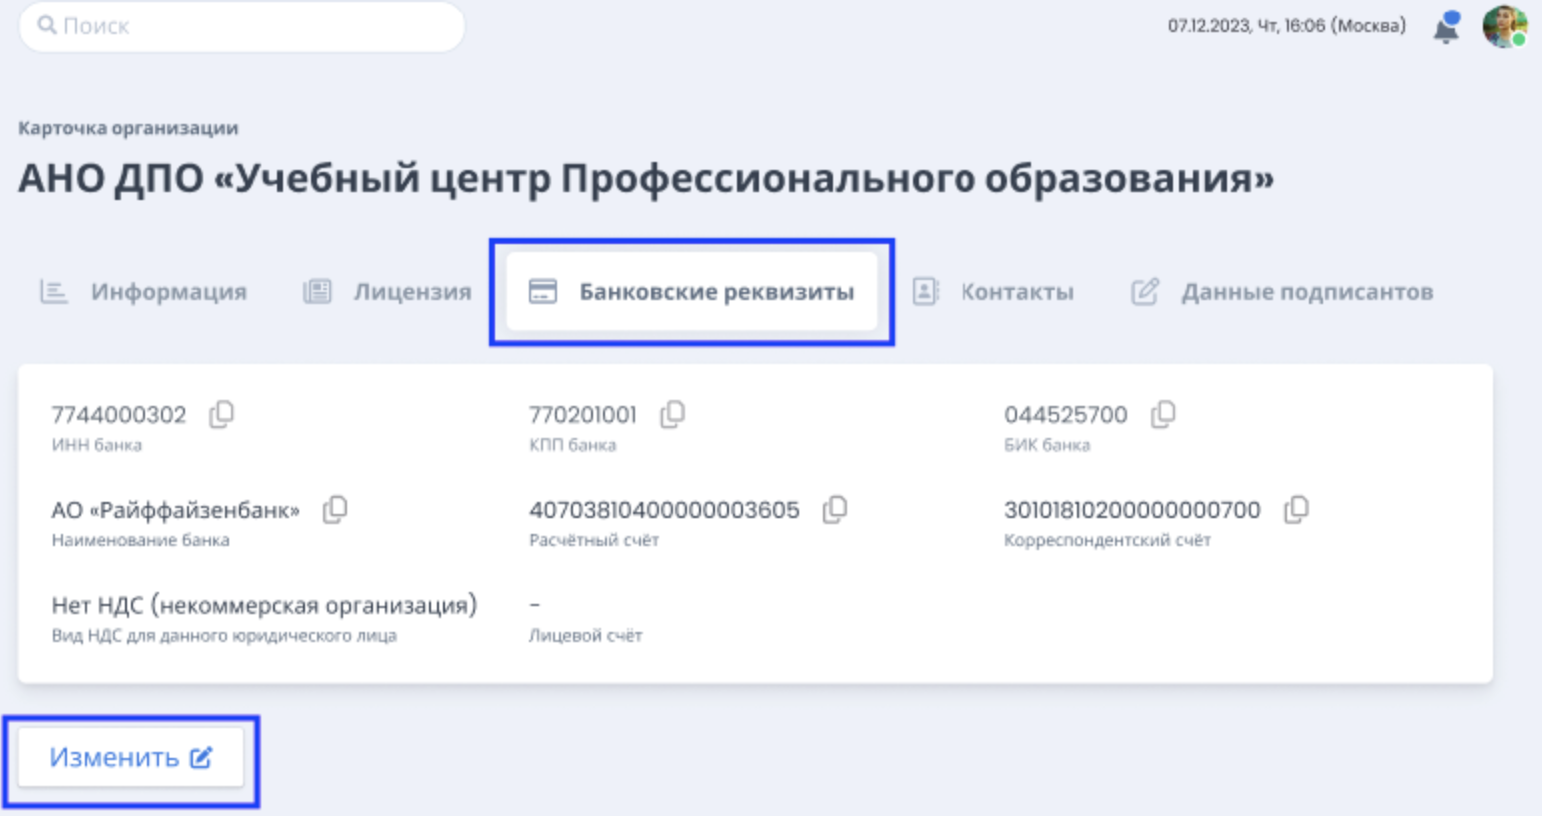 Поиск
07.12.2023, Чт, 16:06 (Москва)
Карточка организации
АНО ДПО «Учебный центр Профессионального образования»
Информация Лицензия Банковские реквизиты Контакты Данные подписантов
7744000302 770201001 044525700
ИНН банка КПП банка БИК банка
АО «Райффайзенбанк» 40703810400000003605 30101810200000000700
Наименование банка Расчётный счёт Корреспондентский счёт
Нет НДС (некоммерская организация) -
Вид НДС для данного юридического лица Лицевой счёт
Изменить